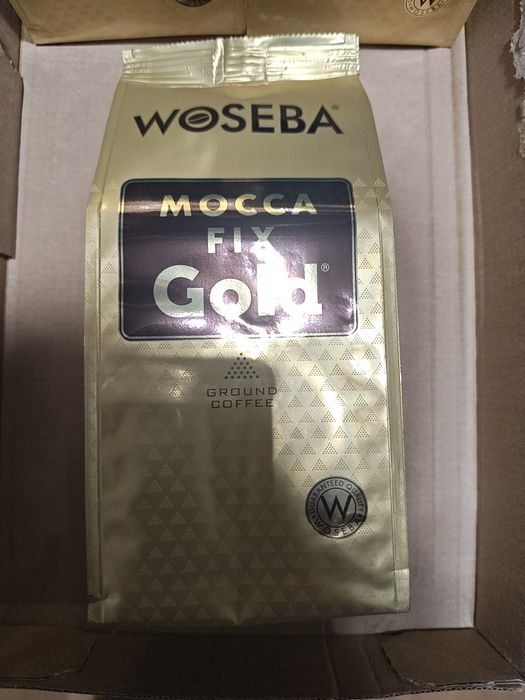 WOSEBA®
MOCCA
FIX
Gold®
GROUND
COFFEE
GUARANTEED QUALITY
W
WOSEBA